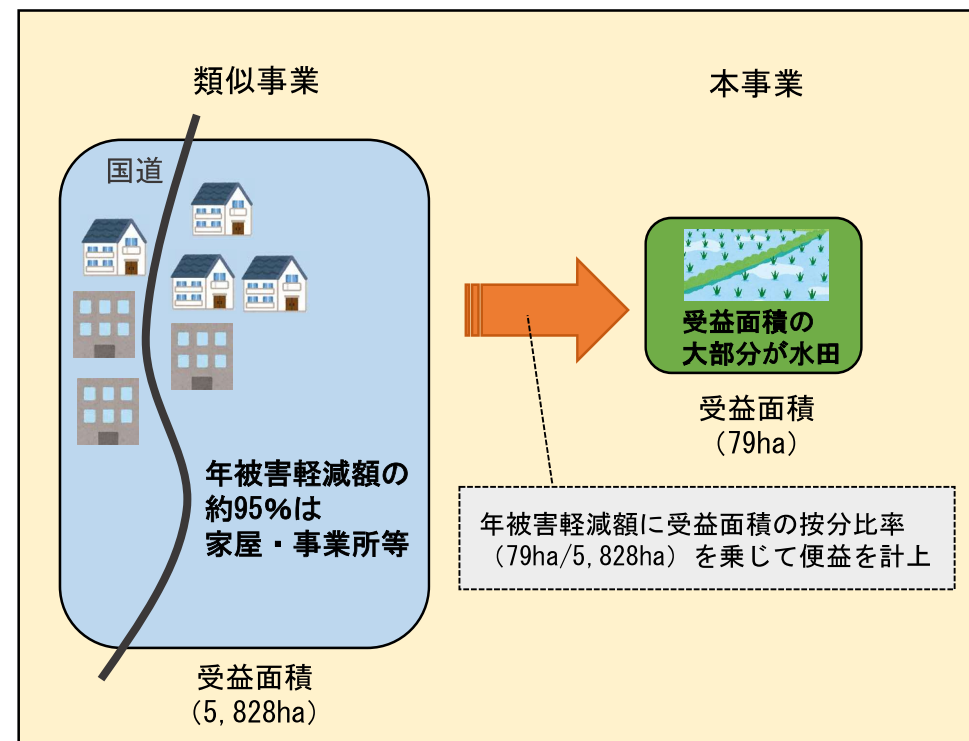 類似事業
国道
年被害軽減額の
約95%は
家屋・事業所等
受益面積
(5,828ha)
本事業
受益面積の
大部分が水田
受益面積
(79ha)
年被害軽減額に受益面積の按分比率
(79ha/5,828ha)を乗じて便益を計上